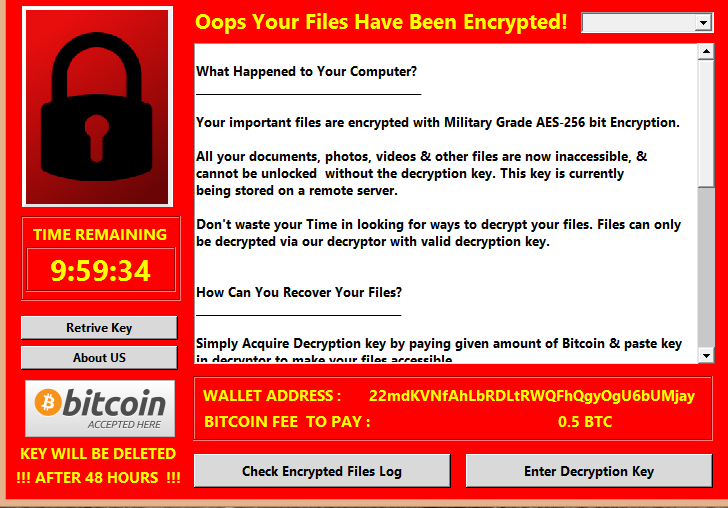 Oops Your Files Have Been Encrypted!
What Happened to Your Computer?
Your important files are encrypted with Military Grade AES-256 bit Encryption.
All your documents, photos, videos & other files are now inaccessible, &
cannot be unlocked  without the decryption key. This key is currently
being stored on a remote server.
Don't waste your Time in looking for ways to decrypt your files. Files can only
be decrypted via our decryptor with valid decryption key.
How Can You Recover Your Files?
Simply Acquire Decryption key by paying given amount of Bitcoin & paste key
in decryptor to make your files accessible
TIME REMAINING
9:59:34
Retrive Key
About US
bitcoin
ACCEPTED HERE
KEY WILL BE DELETED
!!! AFTER 48 HOURS !!!
WALLET ADDRESS : 22mdKVNfAhLbRDLtRWQFhQgyOgU6bUMjay
BITCOIN FEE TO PAY : 0.5 BTC
Check Encrypted Files Log
Enter Decryption Key